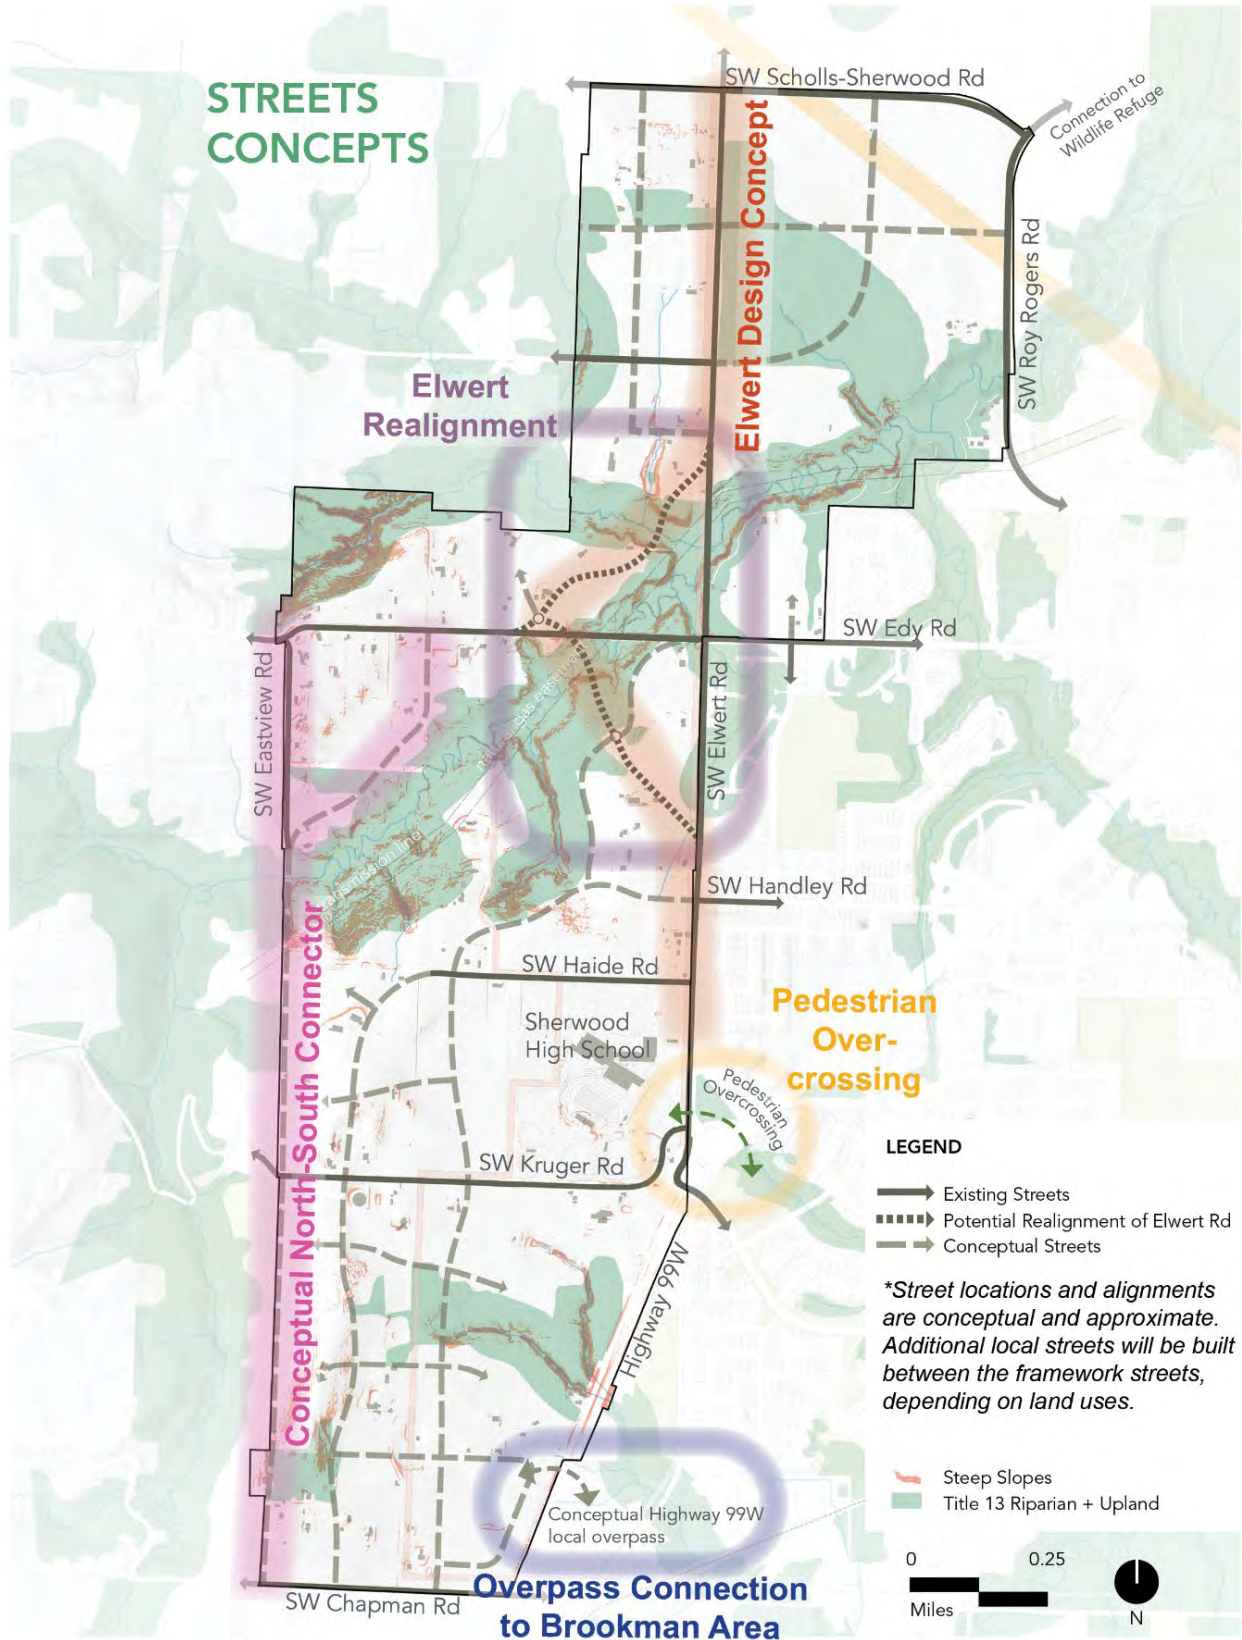 STREETS
CONCEPTS
SW Scholls-Sherwood Rd
Connection to
Wildlife Refuge
Elwert Design Concept
SW Roy Rogers Rd
Elwert
Realignment
SW Edy Rd
SW Eastview Rd
gas easement
SW Elwert Rd
transmission line
SW Handley Rd
SW Haide Rd
Conceptual North-South Connector
Sherwood
High School
Pedestrian
Over-
crossing
Pedestrian
Overcrossing
SW Kruger Rd
Highway 99W
LEGEND
Existing Streets
Potential Realignment of Elwert Rd
Conceptual Streets
*Street locations and alignments
are conceptual and approximate.
Additional local streets will be built
between the framework streets,
depending on land uses.
Steep Slopes
Title 13 Riparian + Upland
Conceptual Highway 99W
local overpass
0 0.25
Miles
N
SW Chapman Rd
Overpass Connection
to Brookman Area